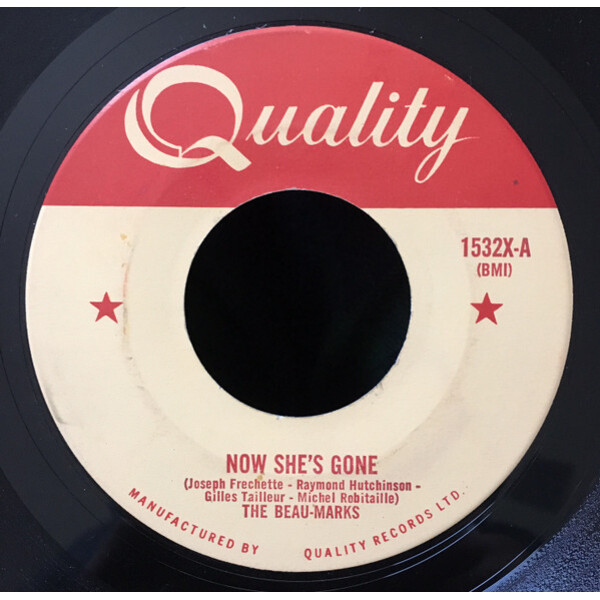 Quality
1532X-A
(BMI)
NOW SHE'S GONE
(Joseph Frechette - Raymond Hutchinson -
Gilles Tailleur - Michel Robitaille)
THE BEAU-MARKS
MANUFACTURED BY QUALITY RECORDS LTD.